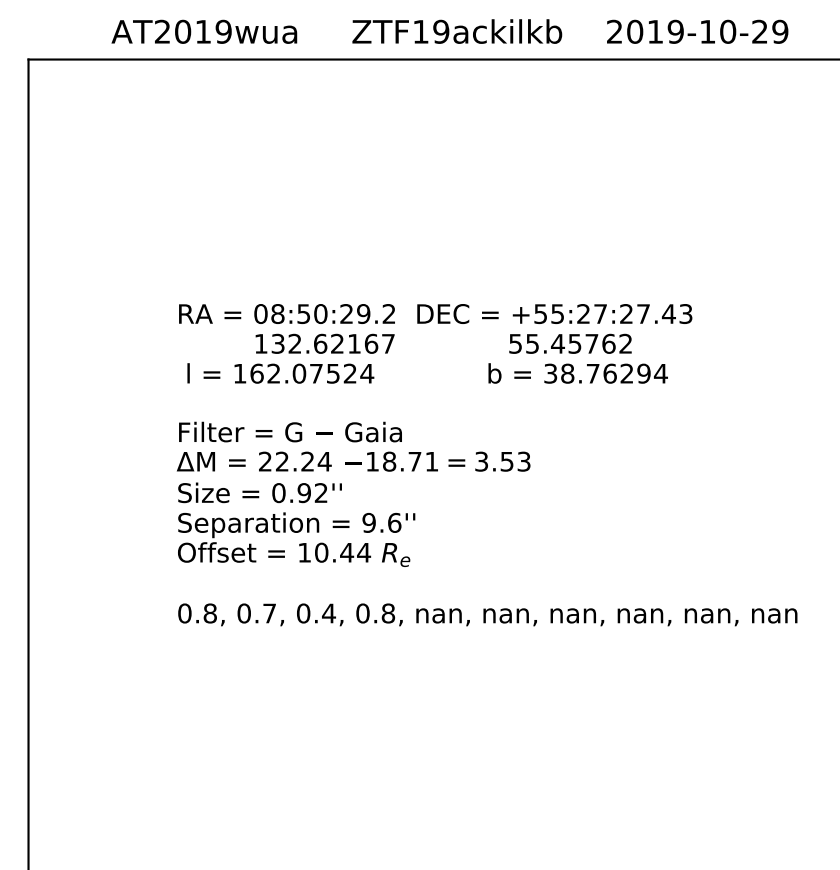 AT2019wua ZTF19ackilkb 2019-10-29
RA = 08:50:29.2 DEC = +55:27:27.43
132.62167 55.45762
l = 162.07524 b = 38.76294
Filter = G − Gaia
ΔM = 22.24 −18.71 = 3.53
Size = 0.92''
Separation = 9.6''
Offset = 10.44 Re
0.8, 0.7, 0.4, 0.8, nan, nan, nan, nan, nan, nan